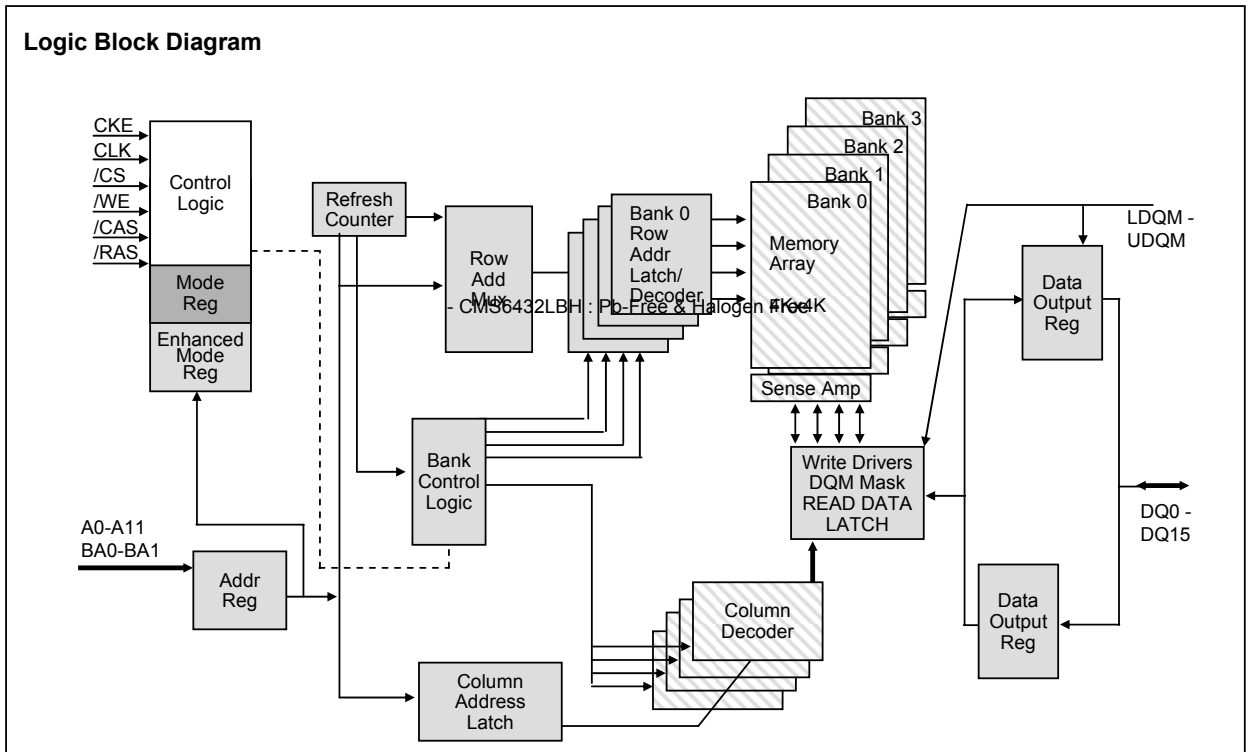 Logic Block Diagram
CKE
CLK
/CS
/WE
/CAS
/RAS
Control
Logic
Mode
Reg
Enhanced
Mode
Reg
Refresh
Counter
Row
Add
Mux
Bank 0
Row
Addr
Latch/
Decoder
Bank 3
Bank 2
Bank 1
Bank 0
Memory
Array
4Kx4K
- CMS6432LBH : Pb-Free & Halogen Free
Sense Amp
LDQM -
UDQM
Data
Output
Reg
Bank
Control
Logic
Write Drivers
DQM Mask
READ DATA
LATCH
DQ0 -
DQ15
A0-A11
BA0-BA1
Addr
Reg
Column
Decoder
Data
Output
Reg
Column
Address
Latch